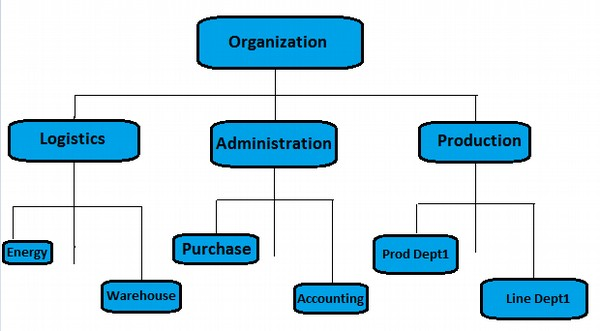 Organization
Logistics
Administration
Production
Energy
Purchase
Prod Dept1
Warehouse
Accounting
Line Dept1